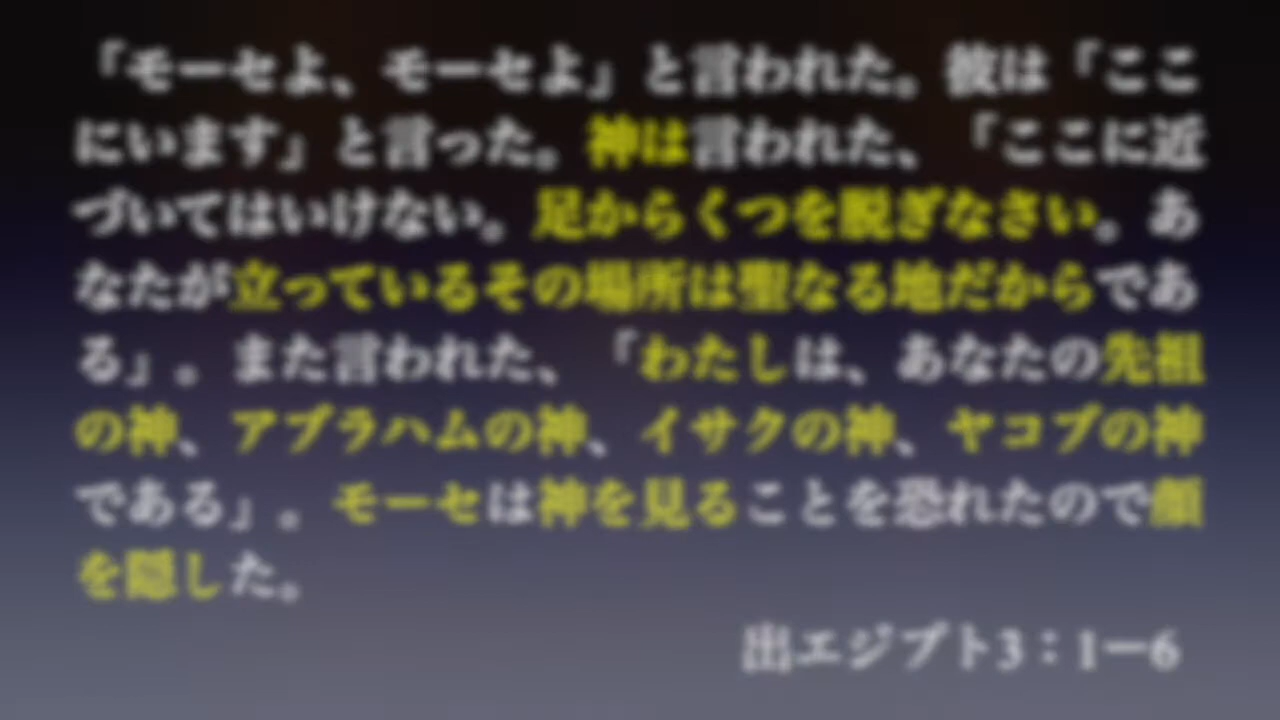 「モーセよ、モーセよ」と言われた。彼は「ここ
にいます」と言った。神は言われた、「ここに近
づいてはいけない。足からくつを脱ぎなさい。あ
なたが立っているその場所は聖なる地だからであ
る」。また言われた、「わたしは、あなたの先祖
の神、アブラハムの神、イサクの神、ヤコブの神
である」。モーセは神を見ることを恐れたので顔
を隠した。
出エジプト3：1ー6